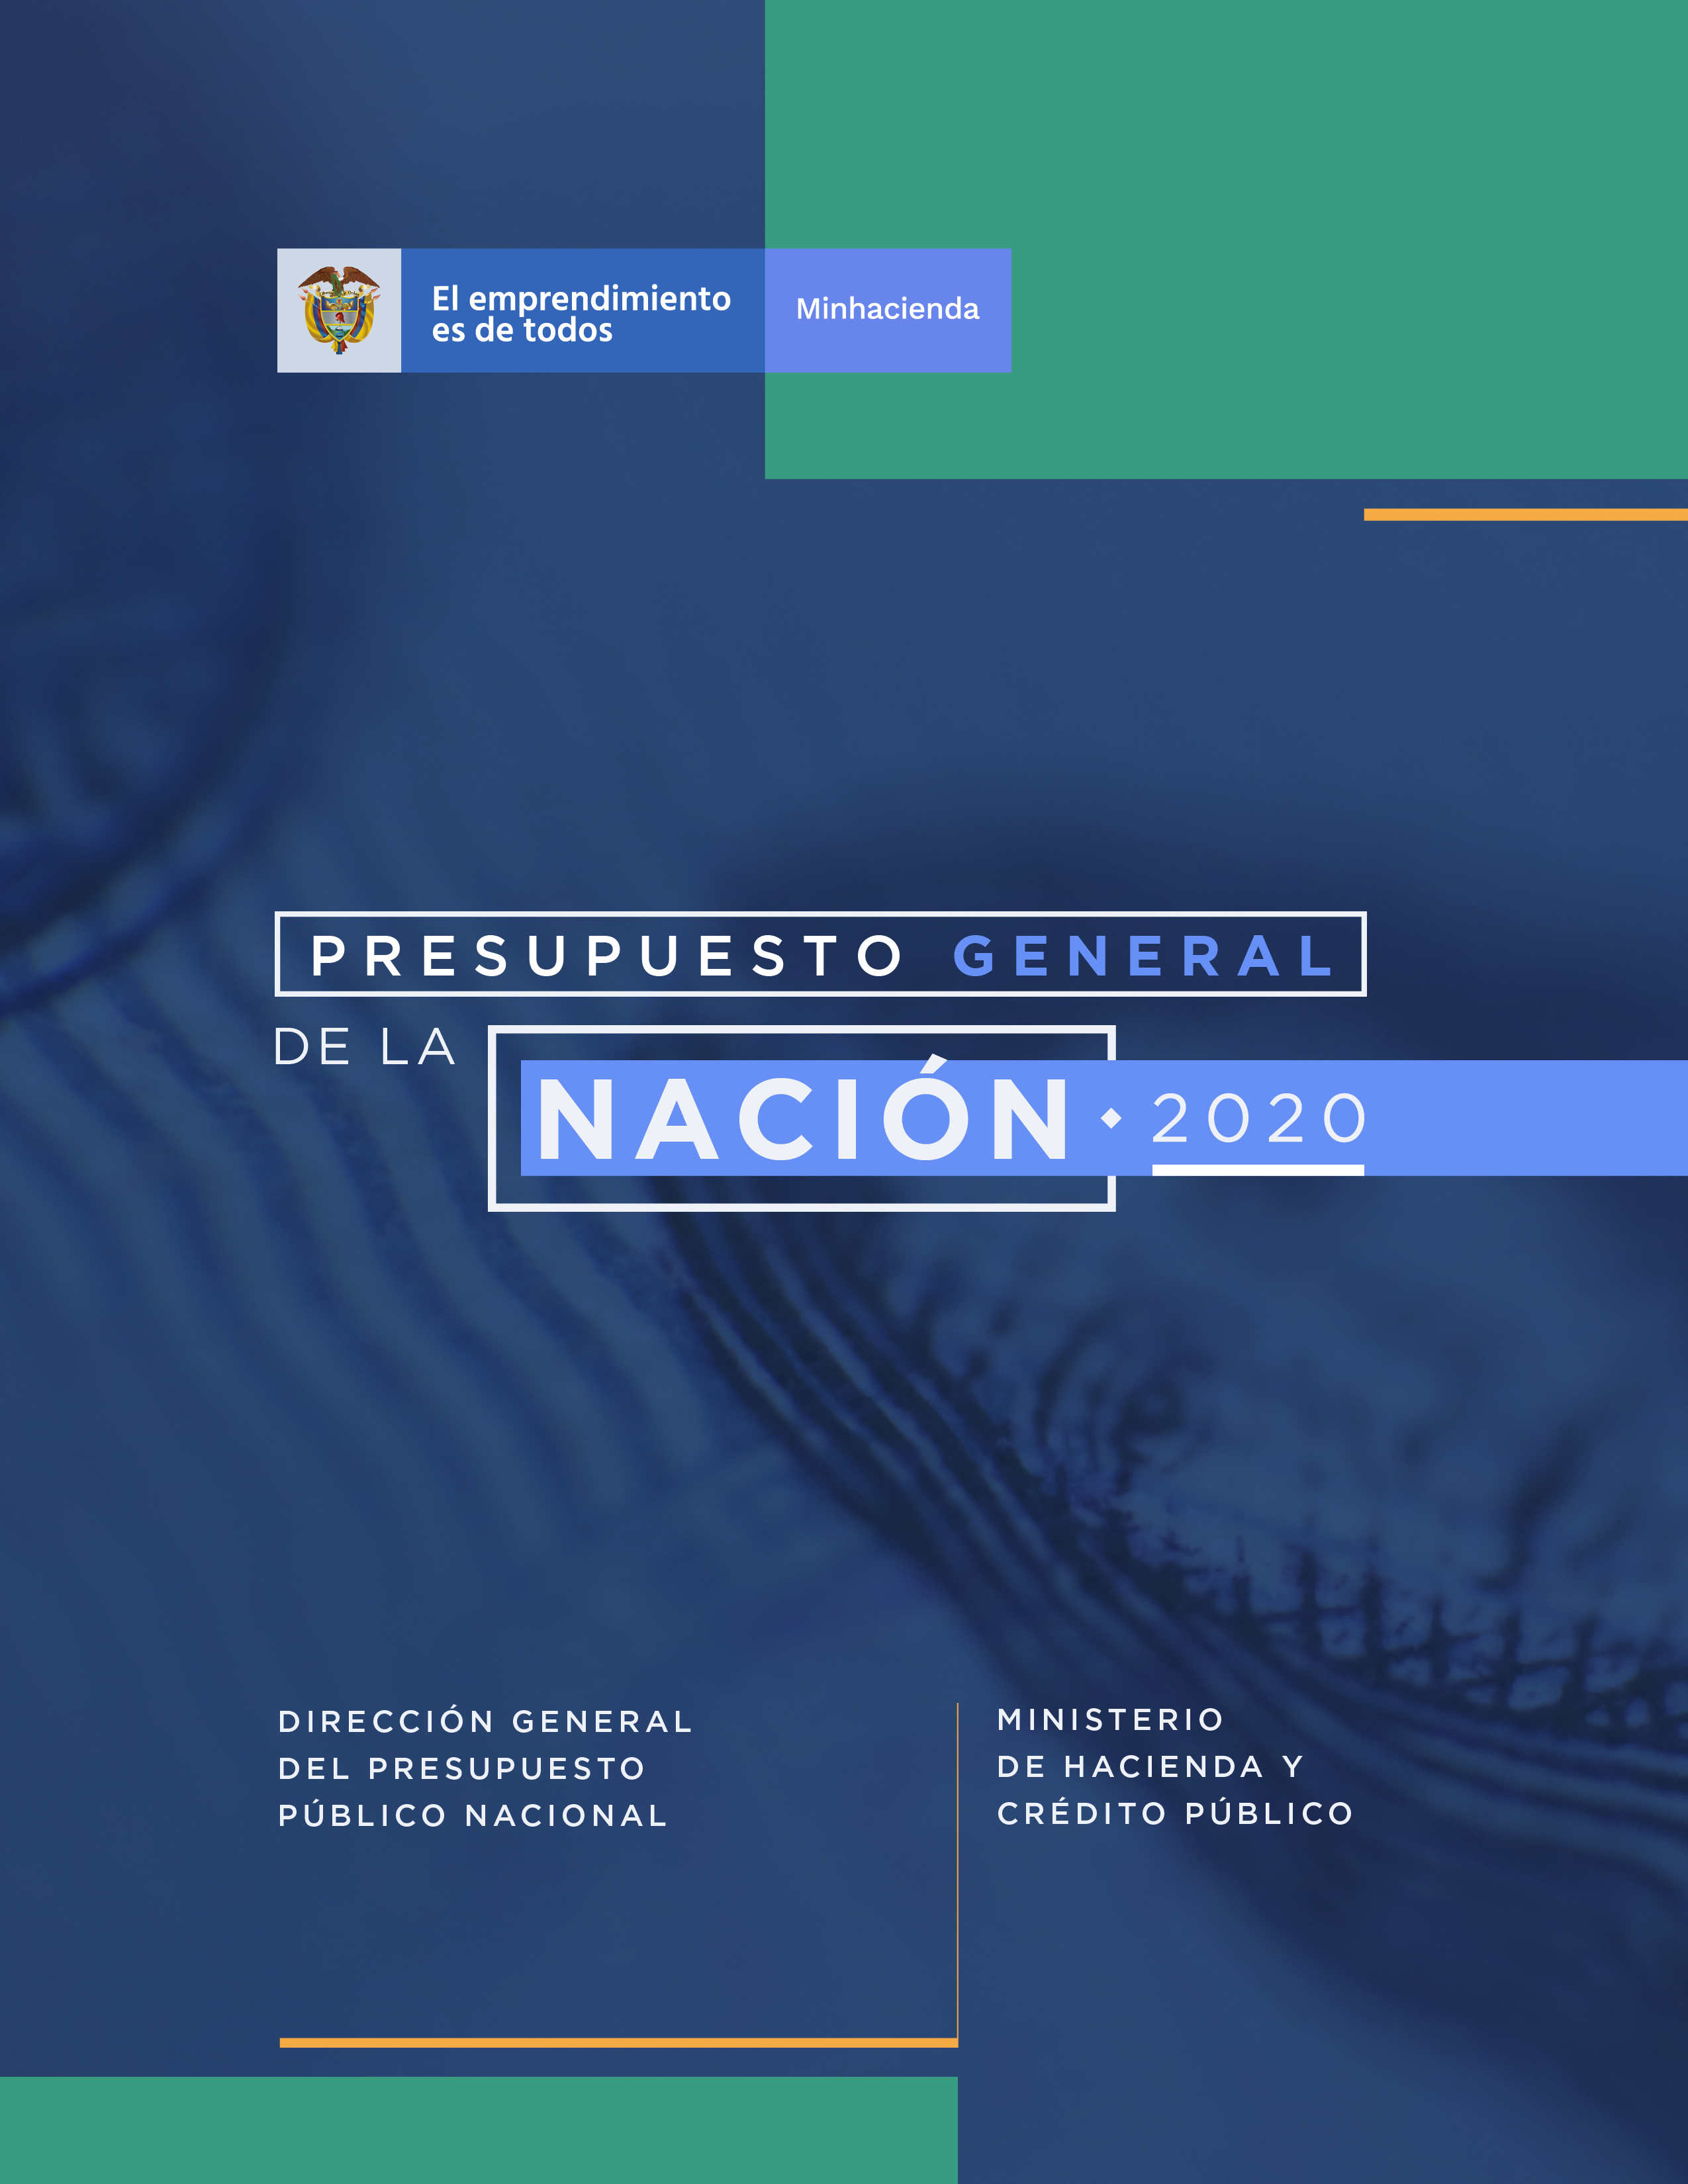 El emprendimiento
es de todos
Minhacienda
PRESUPUESTO GENERAL
DE LA
NACIÓN · 2020
DIRECCIÓN GENERAL
DEL PRESUPUESTO
PÚBLICO NACIONAL
MINISTERIO
DE HACIENDA Y
CRÉDITO PÚBLICO